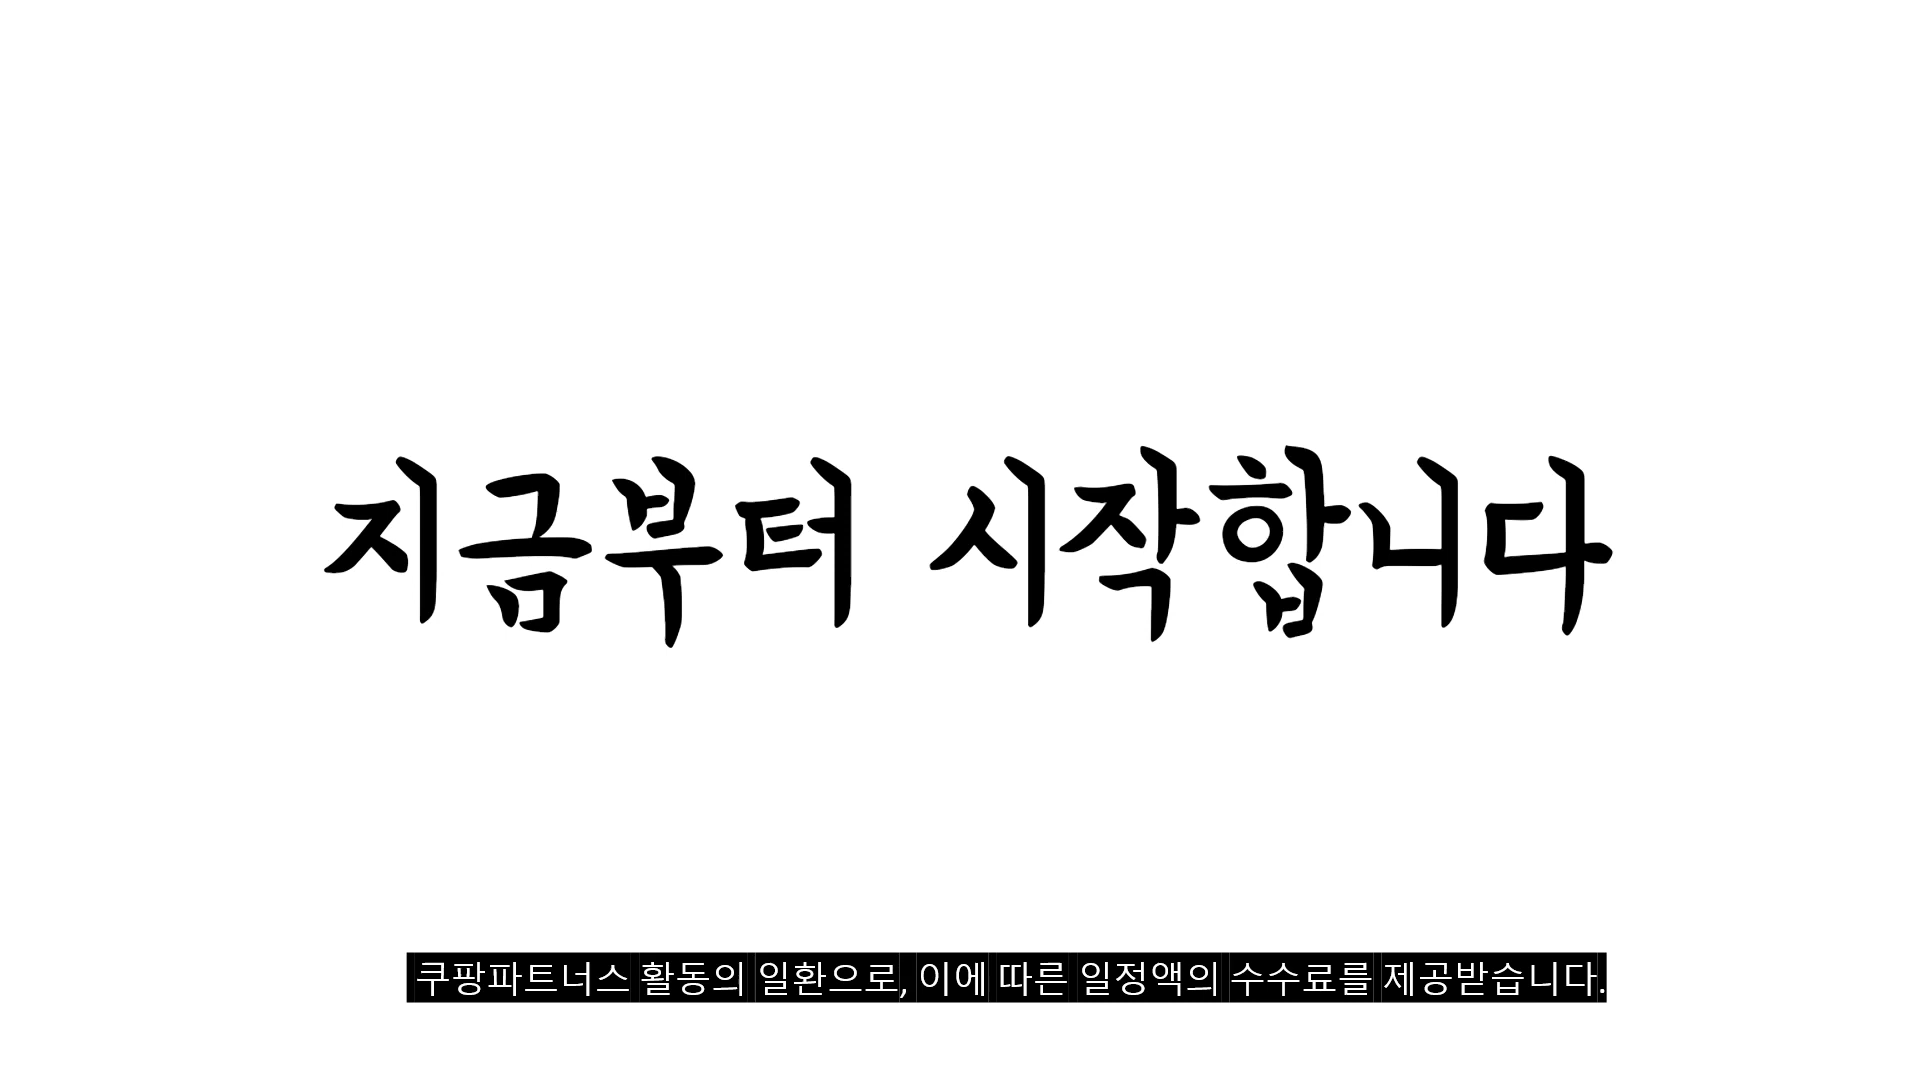 지금부터 시작합니다
쿠팡파트너스 활동의 일환으로, 이에 따른 일정액의 수수료를 제공받습니다.